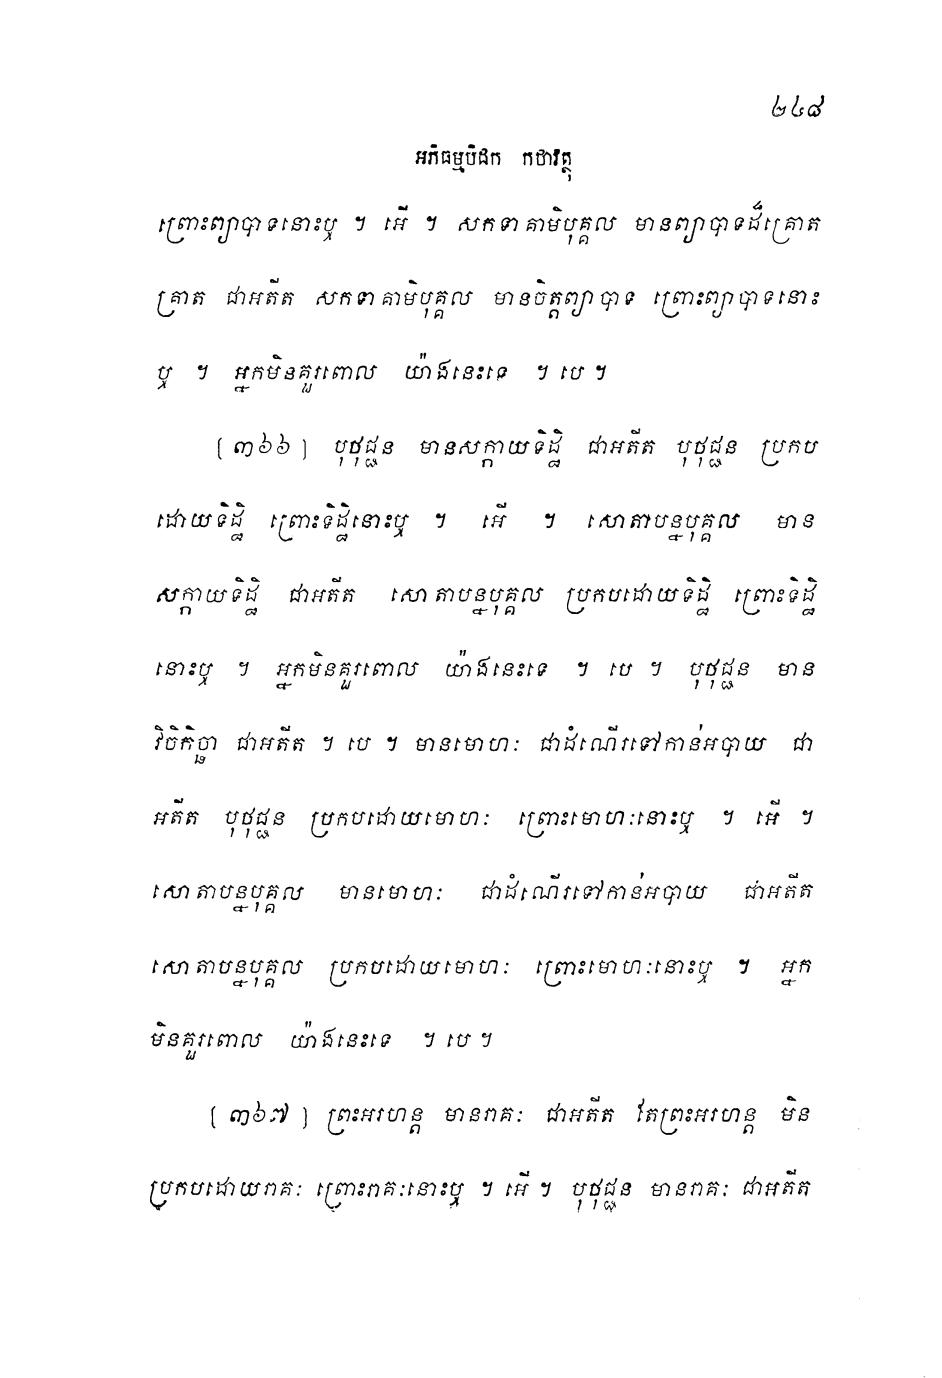 ២៤៨
អភិធម្មបិដក កថាវត្ថុ
ព្រោះព្យាបាទនោះឬ ។ អើ ។ សកទាគាមិបុគ្គល មានព្យាបាទដ៏គ្រោត
គ្រាត ជាអតីត សកទាគាមិបុគ្គល មានចិត្តព្យាបាទ ព្រោះព្យាបាទនោះ
ឬ ។ អ្នកមិនគួរពោល យ៉ាងនេះទេ ។ បេ ។
[ ៣៦៦ ] បុថុជ្ជន មានសក្កាយទិដ្ឋិ ជាអតីត បុថុជ្ជន ប្រកប
ដោយទិដ្ឋិ ព្រោះទិដ្ឋិនោះឬ ។ អើ ។ សោតាបន្នបុគ្គល មាន
សក្កាយទិដ្ឋិ ជាអតីត សោតាបន្នបុគ្គល ប្រកបដោយទិដ្ឋិ ព្រោះទិដ្ឋិ
នោះឬ ។ អ្នកមិនគួរពោល យ៉ាងនេះទេ ។ បេ ។ បុថុជ្ជន មាន
វិចិកិច្ឆា ជាអតីត ។ បេ ។ មានមោហៈ ជាដំណើរទៅកាន់អបាយ ជា
អតីត បុថុជ្ជន ប្រកបដោយមោហៈ ព្រោះមោហៈនោះឬ ។ អើ ។
សោតាបន្នបុគ្គល មានមោហៈ ជាដំណើរទៅកាន់អបាយ ជាអតីត
សោតាបន្នបុគ្គល ប្រកបដោយមោហៈ ព្រោះមោហៈនោះឬ ។ អ្នក
មិនគួរពោល យ៉ាងនេះទេ ។ បេ ។
[ ៣៦៧ ] ព្រះអរហន្ត មានរាគៈ ជាអតីត តែព្រះអរហន្ត មិន
ប្រកបដោយរាគៈ ព្រោះរាគៈនោះឬ ។ អើ ។ បុថុជ្ជន មានរាគៈ ជាអតីត